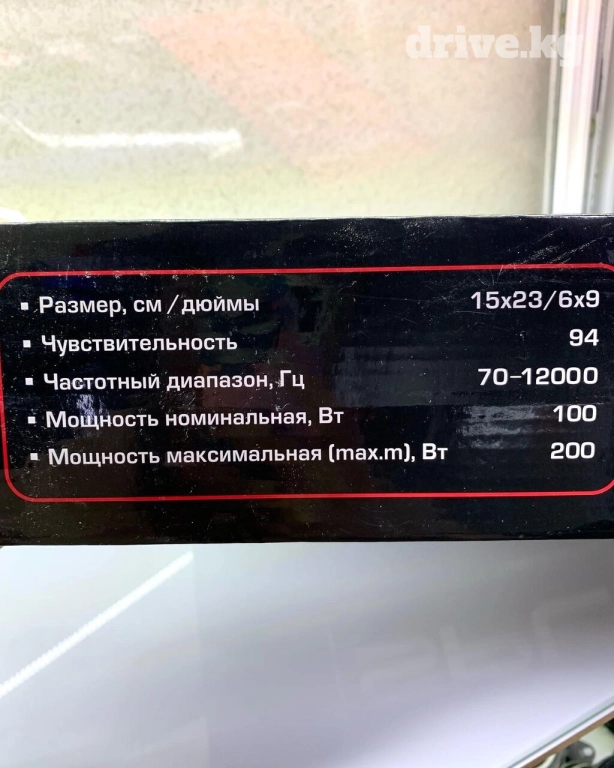 drive.kg
▪ Размер, см /дюймы 15x23/6x9
▪ Чувствительность 94
▪ Частотный диапазон, Гц 70-12000
▪ Мощность номинальная, Вт 100
▪ Мощность максимальная (max.m), Вт 200